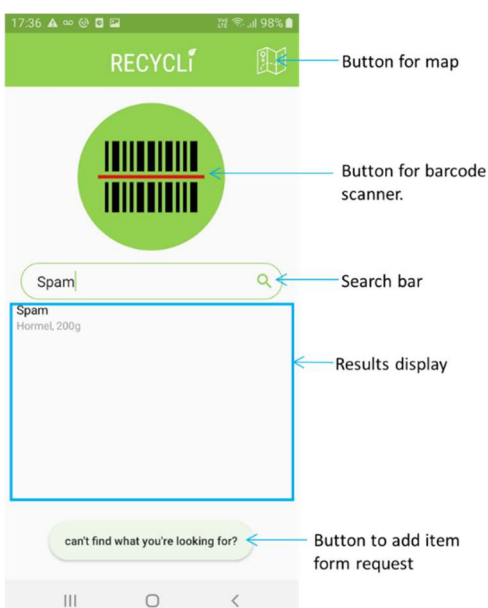 17:36
98%
RECYCLi
Button for map
Button for barcode
scanner.
Spam
Search bar
Spam
Hormel, 200g
Results display
can't find what you're looking for?
Button to add item
form request